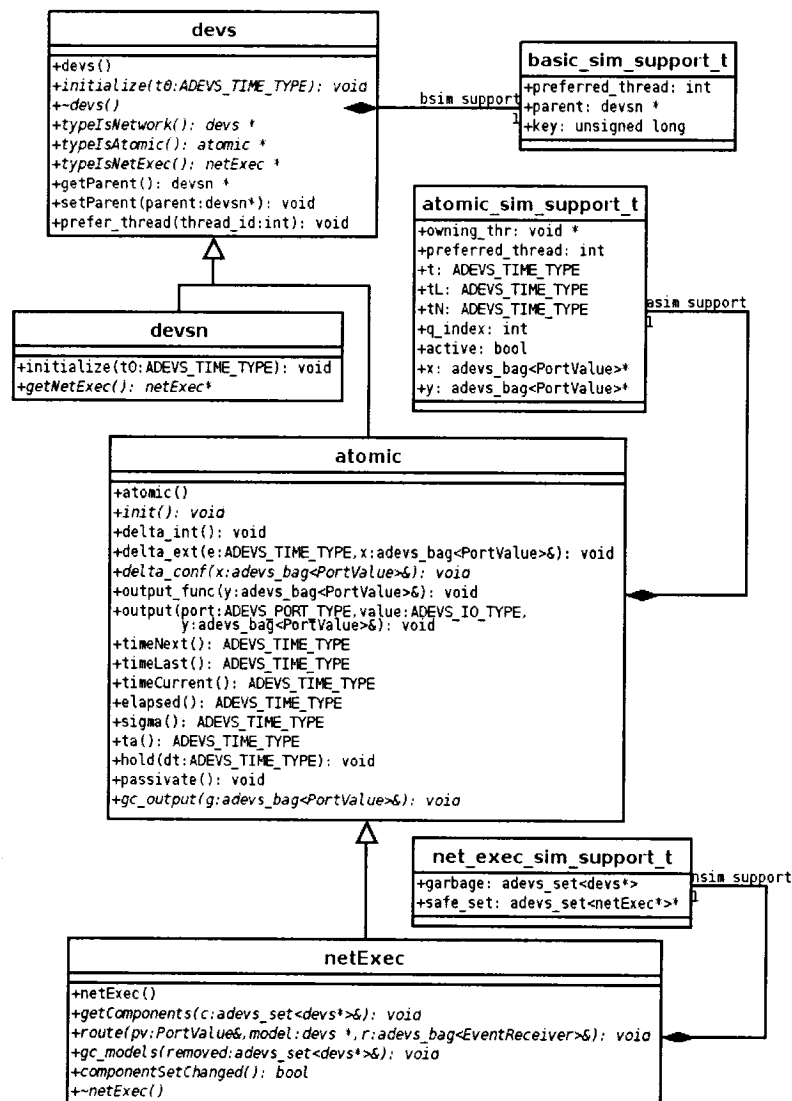 devs
+devs()
+initialize(t0:ADEVS_TIME_TYPE): void
+~devs()
+typeIsNetwork(): devs *
+typeIsAtomic(): atomic *
+typeIsNetExec(): netExec *
+getParent(): devsn *
+setParent(parent:devsn*): void
+prefer_thread(thread_id:int): void
bsim support
1
basic_sim_support_t
+preferred_thread: int
+parent: devsn *
+key: unsigned long
atomic_sim_support_t
+owning_thr: void *
+preferred_thread: int
+t: ADEVS_TIME_TYPE
+tL: ADEVS_TIME_TYPE
+tN: ADEVS_TIME_TYPE
+q_index: int
+active: bool
+x: adevs_bag<PortValue>*
+y: adevs_bag<PortValue>*
asim support
1
devsn
+initialize(t0:ADEVS_TIME_TYPE): void
+getNetExec(): netExec*
atomic
+atomic()
+init(): void
+delta_int(): void
+delta_ext(e:ADEVS_TIME_TYPE,x:adevs_bag<PortValue>&): void
+delta_conf(x:adevs_bag<PortValue>&): void
+output_func(y:adevs_bag<PortValue>&): void
+output(port:ADEVS_PORT_TYPE,value:ADEVS_IO_TYPE,
y:adevs_bag<PortValue>&): void
+timeNext(): ADEVS_TIME_TYPE
+timeLast(): ADEVS_TIME_TYPE
+timeCurrent(): ADEVS_TIME_TYPE
+elapsed(): ADEVS_TIME_TYPE
+sigma(): ADEVS_TIME_TYPE
+ta(): ADEVS_TIME_TYPE
+hold(dt:ADEVS_TIME_TYPE): void
+passivate(): void
+gc_output(g:adevs_bag<PortValue>&): void
net_exec_sim_support_t
+garbage: adevs_set<devs*>
+safe_set: adevs_set<netExec*>*
nsim support
1
netExec
+netExec()
+getComponents(c:adevs_set<devs*>&): void
+route(pv:PortValue&,model:devs *,r:adevs_bag<EventReceiver>&): void
+gc_models(removed:adevs_set<devs*>&): void
+componentSetChanged(): bool
+~netExec()